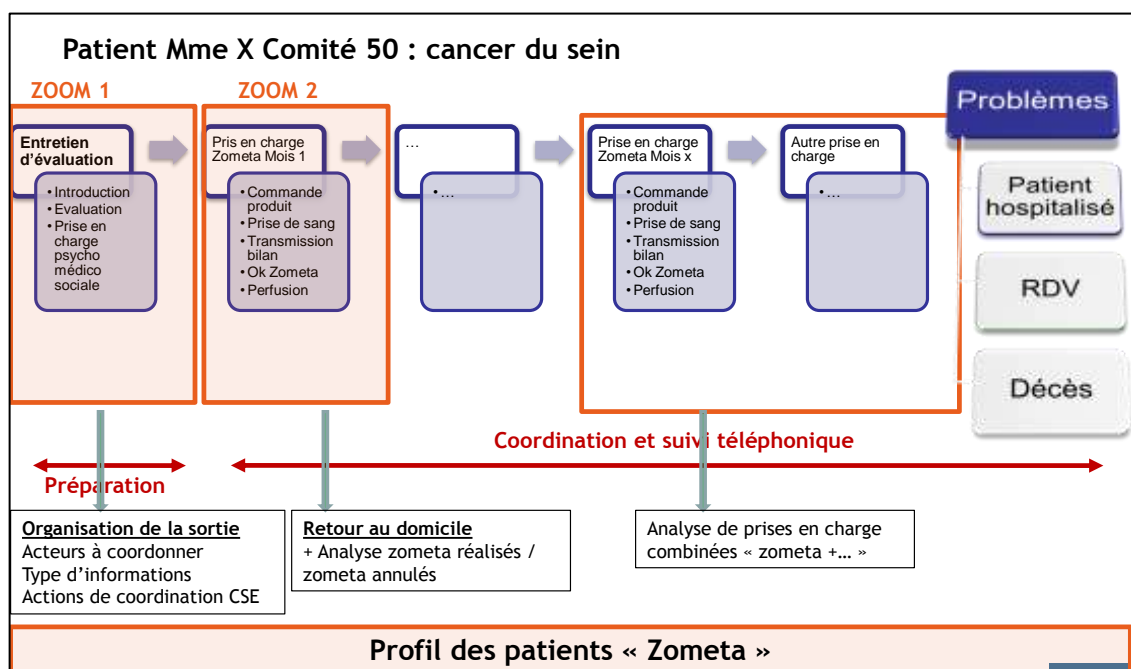 Patient Mme X Comité 50 : cancer du sein
ZOOM 1
ZOOM 2
Problèmes
Entretien
d'évaluation
• Introduction
• Evaluation
• Prise en
charge
psycho
médico
sociale
Pris en charge
Zometa Mois 1
• Commande
produit
• Prise de sang
• Transmission
bilan
• Ok Zometa
• Perfusion
...
• ...
Prise en charge
Zometa Mois x
• Commande
produit
• Prise de sang
• Transmission
bilan
• Ok Zometa
• Perfusion
Autre prise en
charge
• ...
Patient
hospitalisé
RDV
Décès
Coordination et suivi téléphonique
Préparation
Organisation de la sortie
Acteurs à coordonner
Type d'informations
Actions de coordination CSE
Retour au domicile
+ Analyse zometa réalisés /
zometa annulés
Analyse de prises en charge
combinées « zometa +... »
Profil des patients « Zometa »